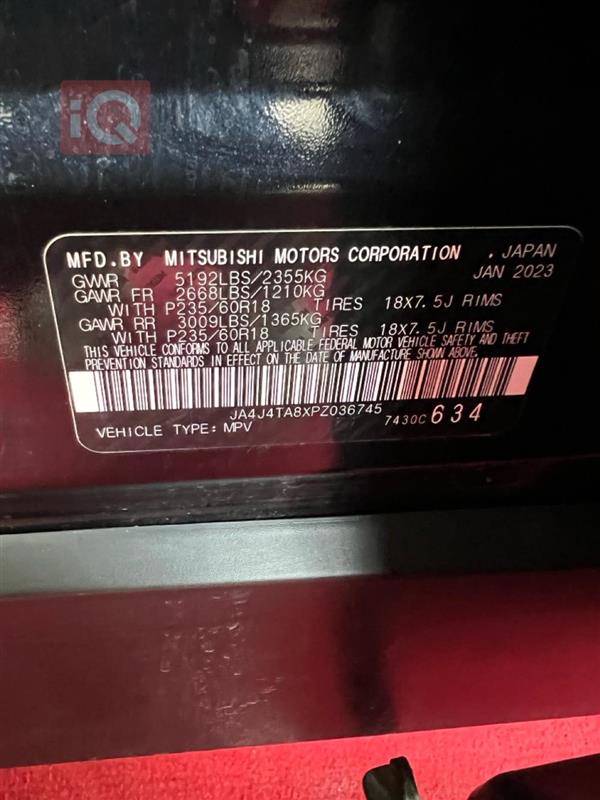 iQ
MFD.BY MITSUBISHI MOTORS CORPORATION , JAPAN
GVWR 5192LBS/2355KG JAN 2023
GAWR FR 2668LBS/1210KG
WITH P235/60R18 TIRES 18X7.5J RIMS
GAWR RR 3009LBS/1365KG
WITH P235/60R18 TIRES 18X7.5J RIMS
THIS VEHICLE CONFORMS TO ALL APPLICABLE FEDERAL MOTOR VEHICLE SAFETY AND THEFT
PREVENTION STANDARDS IN EFFECT ON THE DATE OF MANUFACTURE SHOWN ABOVE.
JA4J4TA8XPZ036745
VEHICLE TYPE: MPV 7430C 634